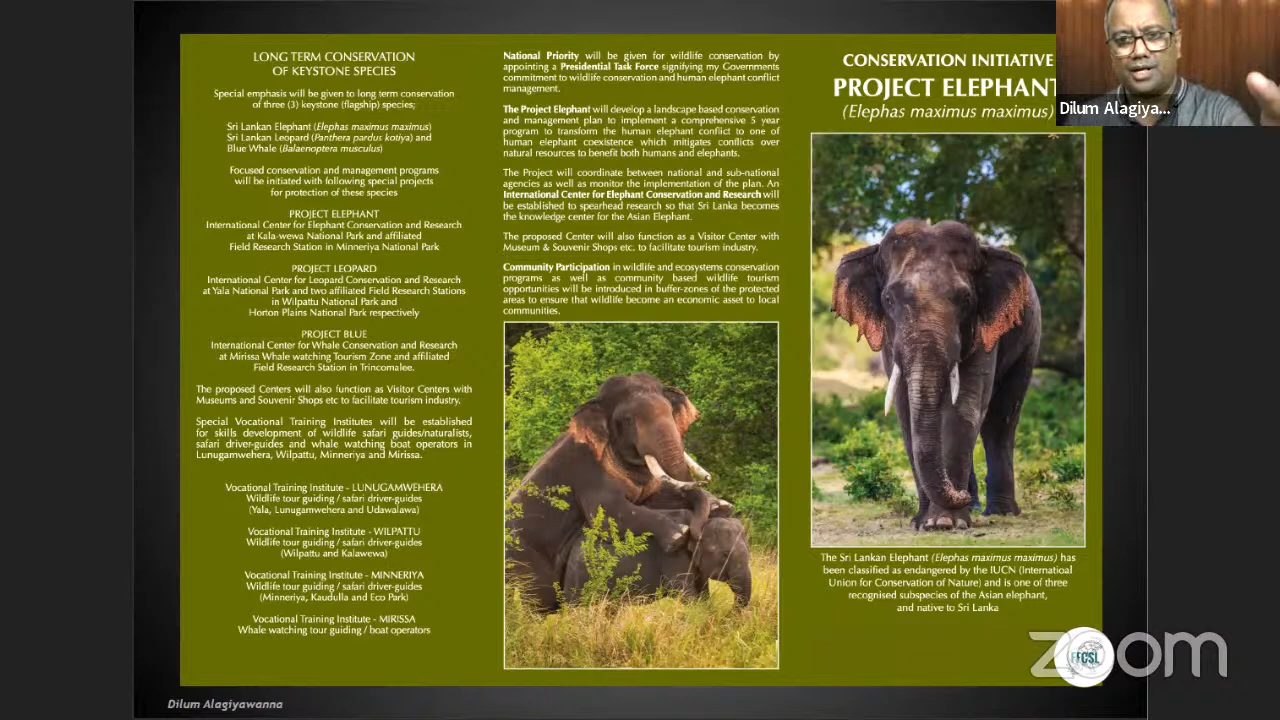 LONG TERM CONSERVATION
OF KEYSTONE SPECIES
Special emphasis will be given to long term conservation
of three (3) keystone (flagship) species;
Sri Lankan Elephant (Elephas maximus maximus)
Sri Lankan Leopard (Panthera pardus kotiya) and
Blue Whale (Balaenoptera musculus)
Focused conservation and management programs
will be initiated with following special projects
for protection of these species
PROJECT ELEPHANT
International Center for Elephant Conservation and Research
at Kala-wewa National Park and affiliated
Field Research Station in Minneriya National Park
PROJECT LEOPARD
International Center for Leopard Conservation and Research
at Yala National Park and two affiliated Field Research Stations
in Wilpattu National Park and
Horton Plains National Park respectively
PROJECT BLUE
International Center for Whale Conservation and Research
at Mirissa Whale watching Tourism Zone and affiliated
Field Research Station in Trincomalee.
The proposed Centers will also function as Visitor Centers with
Museums and Souvenir Shops etc to facilitate tourism industry.
Special Vocational Training Institutes will be established
for skills development of wildlife safari guides/naturalists,
safari driver-guides and whale watching boat operators in
Lunugamwehera, Wilpattu, Minneriya and Mirissa.
Vocational Training Institute - LUNUGAMWEHERA
Wildlife tour guiding / safari driver-guides
(Yala, Lunugamwehera and Udawalawa)
Vocational Training Institute - WILPATTU
Wildlife tour guiding / safari driver-guides
(Wilpattu and Kalawewa)
Vocational Training Institute - MINNERIYA
Wildlife tour guiding / safari driver-guides
(Minneriya, Kaudulla and Eco Park)
Vocational Training Institute - MIRISSA
Whale watching tour guiding / boat operators
National Priority will be given for wildlife conservation by
appointing a Presidential Task Force signifying my Governments
commitment to wildlife conservation and human elephant conflict
management.
The Project Elephant will develop a landscape based conservation
and management plan to implement a comprehensive 5 year
program to transform the human elephant conflict to one of
human elephant coexistence which mitigates conflicts over
natural resources to benefit both humans and elephants.
The Project will coordinate between national and sub-national
agencies as well as monitor the implementation of the plan. An
International Center for Elephant Conservation and Research will
be established to spearhead research so that Sri Lanka becomes
the knowledge center for the Asian Elephant.
The proposed Center will also function as a Visitor Center with
Museum & Souvenir Shops etc. to facilitate tourism industry.
Community Participation in wildlife and ecosystems conservation
programs as well as community based wildlife tourism
opportunities will be introduced in buffer-zones of the protected
areas to ensure that wildlife become an economic asset to local
communities.
CONSERVATION INITIATIVE
PROJECT ELEPHANT
(Elephas maximus maximus)
The Sri Lankan Elephant (Elephas maximus maximus) has
been classified as endangered by the IUCN (Internatioal
Union for Conservation of Nature) and is one of three
recognised subspecies of the Asian elephant,
and native to Sri Lanka
Dilum Alagiya...
zoom
FFCSL
Dilum Alagiyawanna